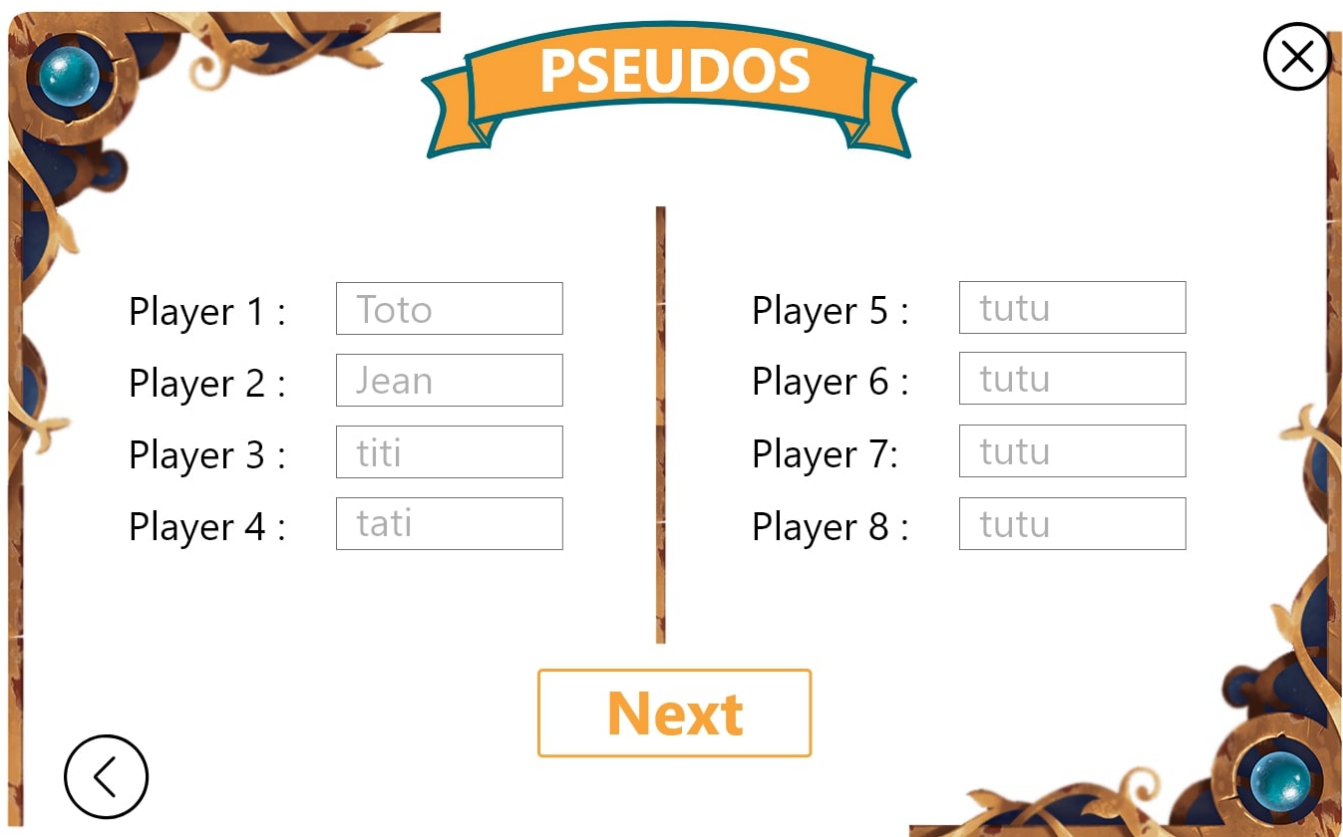 PSEUDOS
Player 1 : Toto
Player 2 : Jean
Player 3 : titi
Player 4 : tati
Player 5 : tutu
Player 6 : tutu
Player 7: tutu
Player 8 : tutu
Next